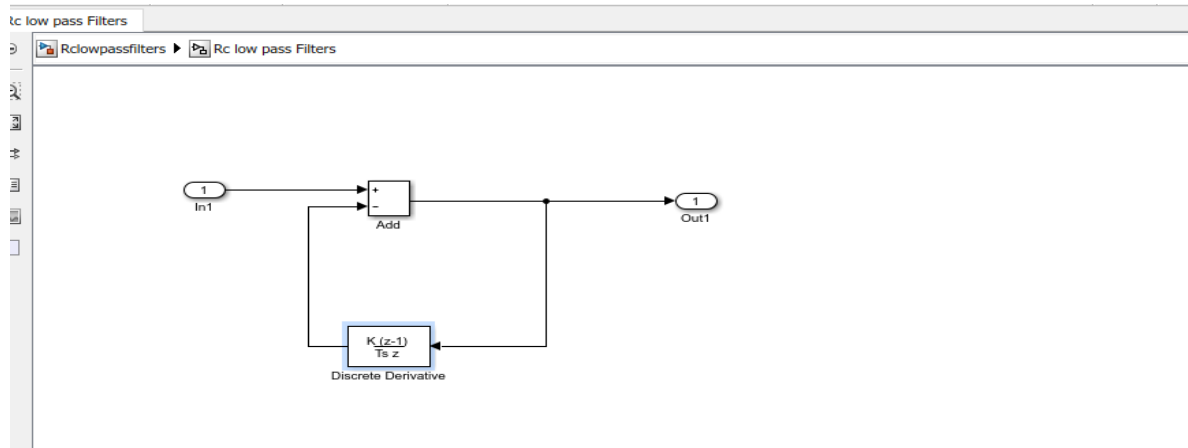 Rc low pass Filters
Rclowpassfilters Rc low pass Filters
1
In1
+
−
Add
1
Out1
K (z-1)
Ts z
Discrete Derivative